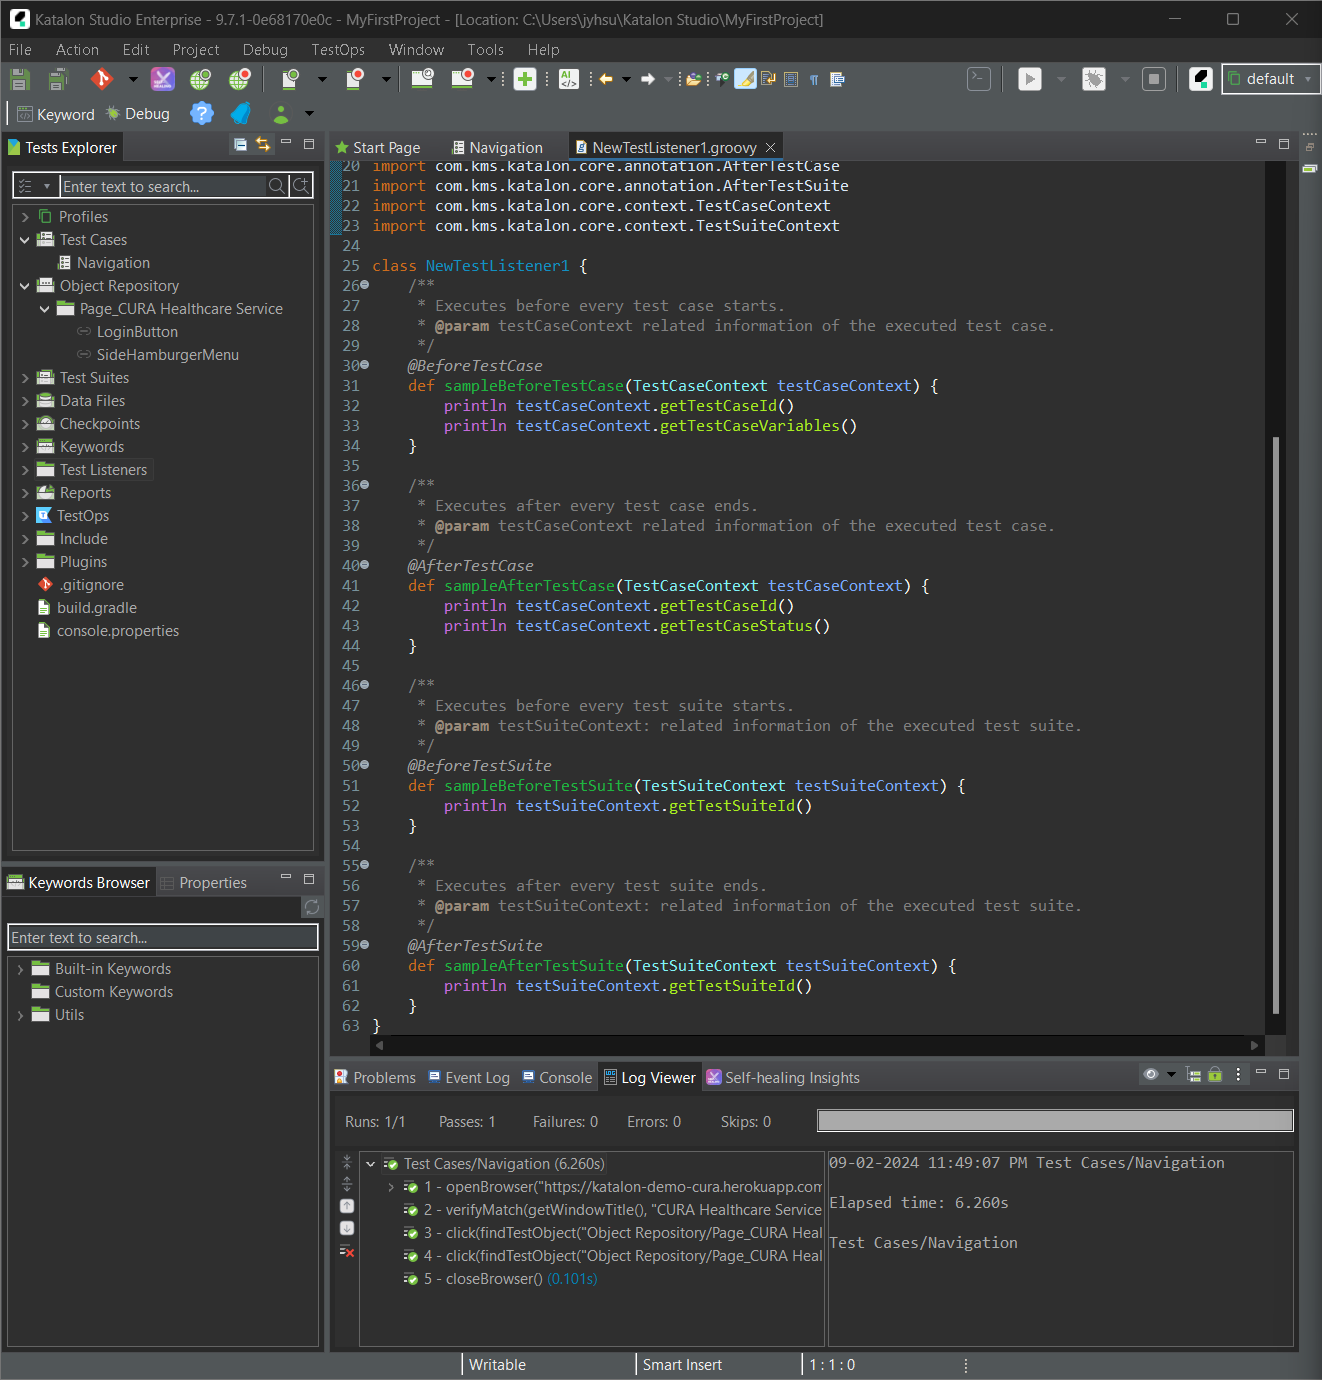 Katalon Studio Enterprise - 9.7.1-0e68170e0c - MyFirstProject - [Location: C:\Users\jyhsu\Katalon Studio\MyFirstProject]
File Action Edit Project Debug TestOps Window Tools Help
default
Keyword Debug
Tests Explorer
Enter text to search...
Profiles
Test Cases
Navigation
Object Repository
Page_CURA Healthcare Service
LoginButton
SideHamburgerMenu
Test Suites
Data Files
Checkpoints
Keywords
Test Listeners
Reports
TestOps
Include
Plugins
.gitignore
build.gradle
console.properties
Keywords Browser Properties
Enter text to search...
Built-in Keywords
Custom Keywords
Utils
Start Page Navigation NewTestListener1.groovy
20 import com.kms.katalon.core.annotation.AfterTestCase
21 import com.kms.katalon.core.annotation.AfterTestSuite
22 import com.kms.katalon.core.context.TestCaseContext
23 import com.kms.katalon.core.context.TestSuiteContext
24
25 class NewTestListener1 {
26 /**
27 * Executes before every test case starts.
28 * @param testCaseContext related information of the executed test case.
29 */
30 @BeforeTestCase
31 def sampleBeforeTestCase(TestCaseContext testCaseContext) {
32 println testCaseContext.getTestCaseId()
33 println testCaseContext.getTestCaseVariables()
34 }
35
36 /**
37 * Executes after every test case ends.
38 * @param testCaseContext related information of the executed test case.
39 */
40 @AfterTestCase
41 def sampleAfterTestCase(TestCaseContext testCaseContext) {
42 println testCaseContext.getTestCaseId()
43 println testCaseContext.getTestCaseStatus()
44 }
45
46 /**
47 * Executes before every test suite starts.
48 * @param testSuiteContext: related information of the executed test suite.
49 */
50 @BeforeTestSuite
51 def sampleBeforeTestSuite(TestSuiteContext testSuiteContext) {
52 println testSuiteContext.getTestSuiteId()
53 }
54
55 /**
56 * Executes after every test suite ends.
57 * @param testSuiteContext: related information of the executed test suite.
58 */
59 @AfterTestSuite
60 def sampleAfterTestSuite(TestSuiteContext testSuiteContext) {
61 println testSuiteContext.getTestSuiteId()
62 }
63 }
Problems Event Log Console Log Viewer Self-healing Insights
Runs: 1/1 Passes: 1 Failures: 0 Errors: 0 Skips: 0
Test Cases/Navigation (6.260s)
1 - openBrowser("https://katalon-demo-cura.herokuapp.com
2 - verifyMatch(getWindowTitle(), "CURA Healthcare Service
3 - click(findTestObject("Object Repository/Page_CURA Heal
4 - click(findTestObject("Object Repository/Page_CURA Heal
5 - closeBrowser() (0.101s)
09-02-2024 11:49:07 PM Test Cases/Navigation
Elapsed time: 6.260s
Test Cases/Navigation
Writable Smart Insert 1 : 1 : 0